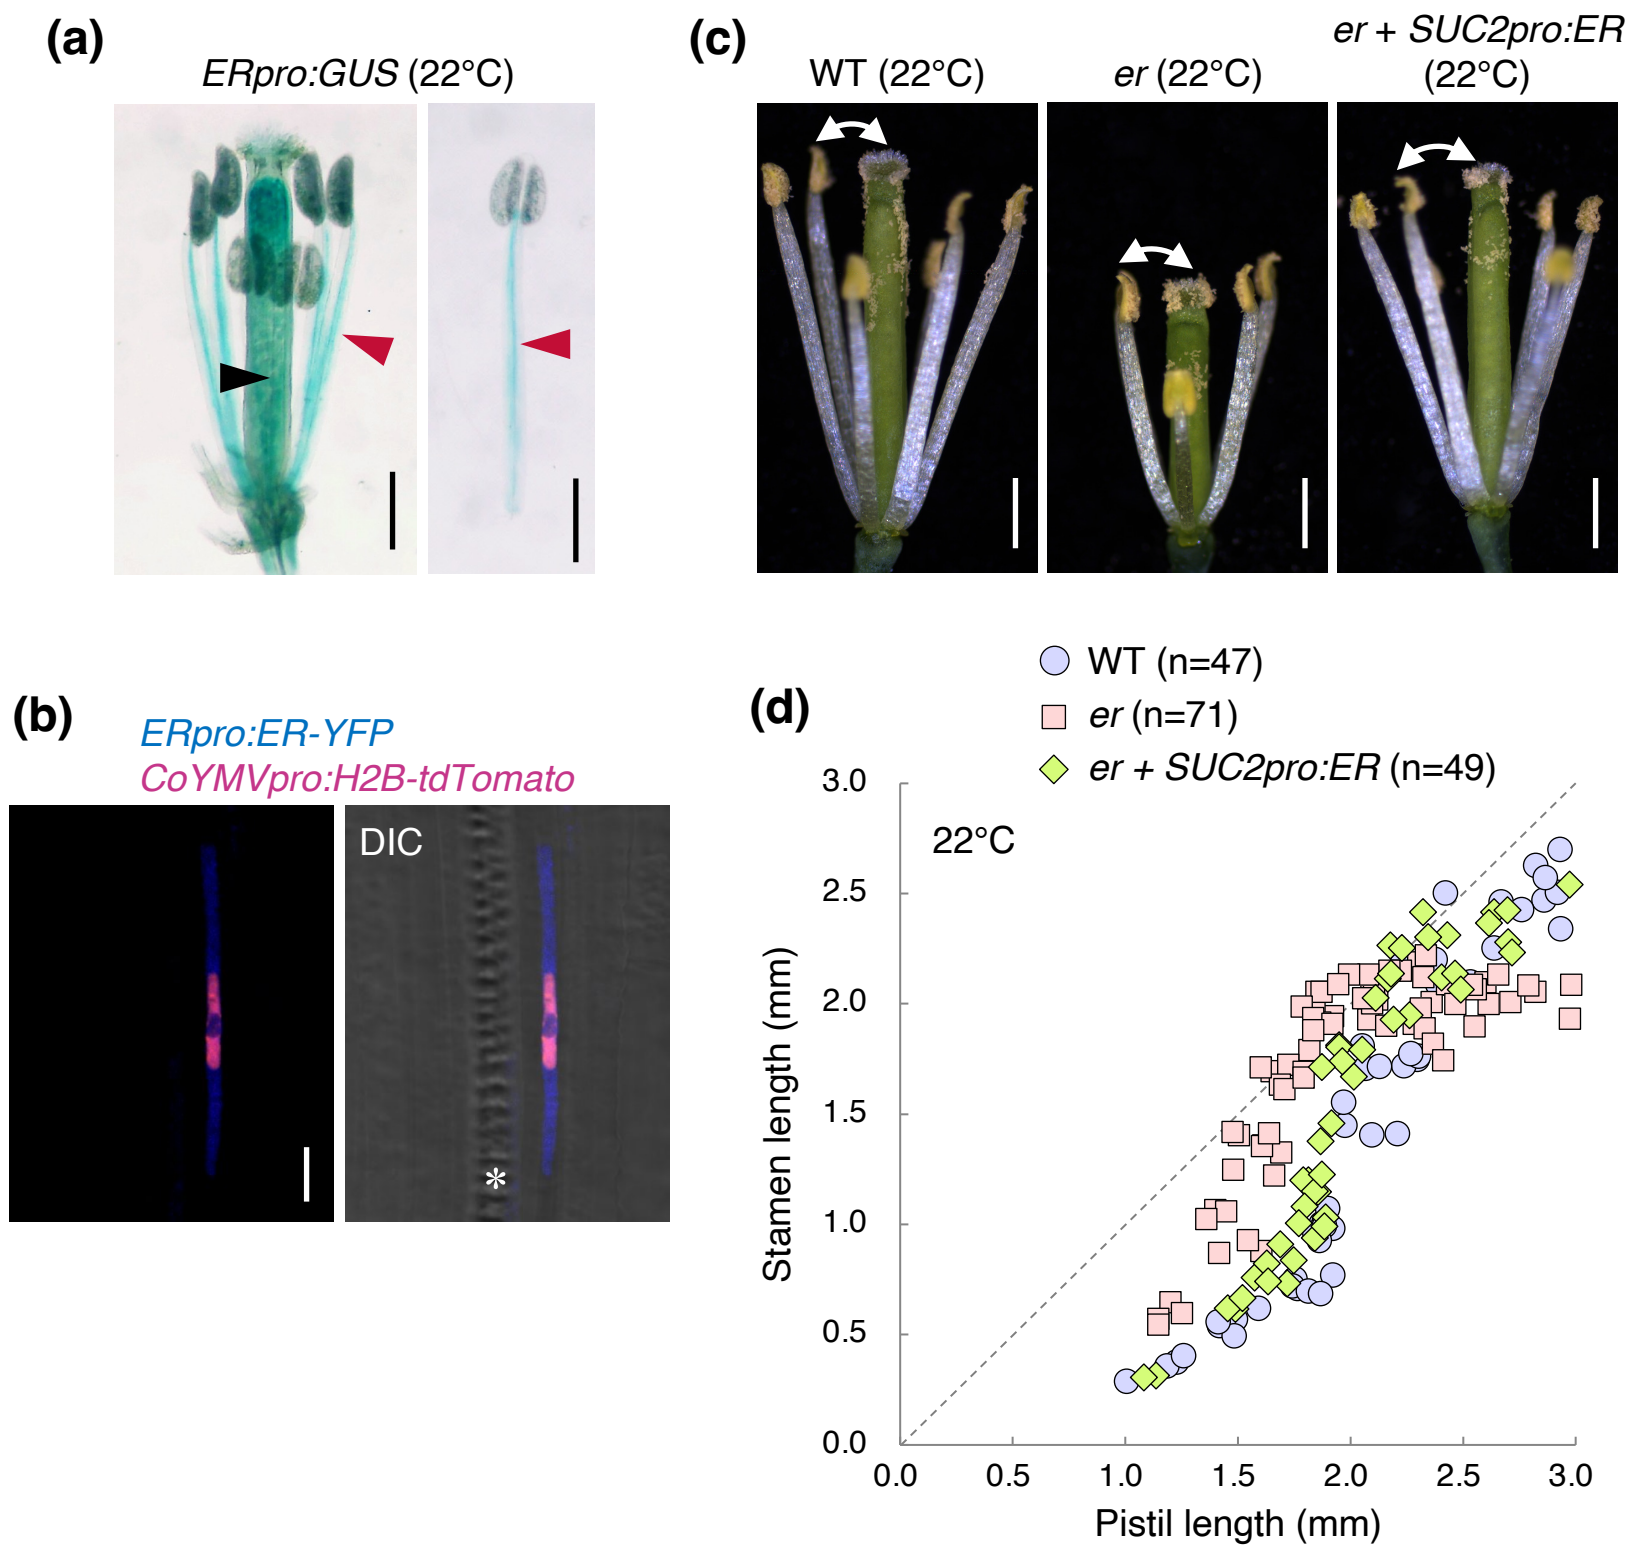 (a)
ERpro:GUS (22°C)
(c)
WT (22°C)
er (22°C)
er + SUC2pro:ER
(22°C)
(b)
ERpro:ER-YFP
CoYMVpro:H2B-tdTomato
DIC
*
(d)
WT (n=47)
er (n=71)
er + SUC2pro:ER (n=49)
22°C
3.0
2.5
2.0
1.5
1.0
0.5
0.0
Stamen length (mm)
0.0 0.5 1.0 1.5 2.0 2.5 3.0
Pistil length (mm)